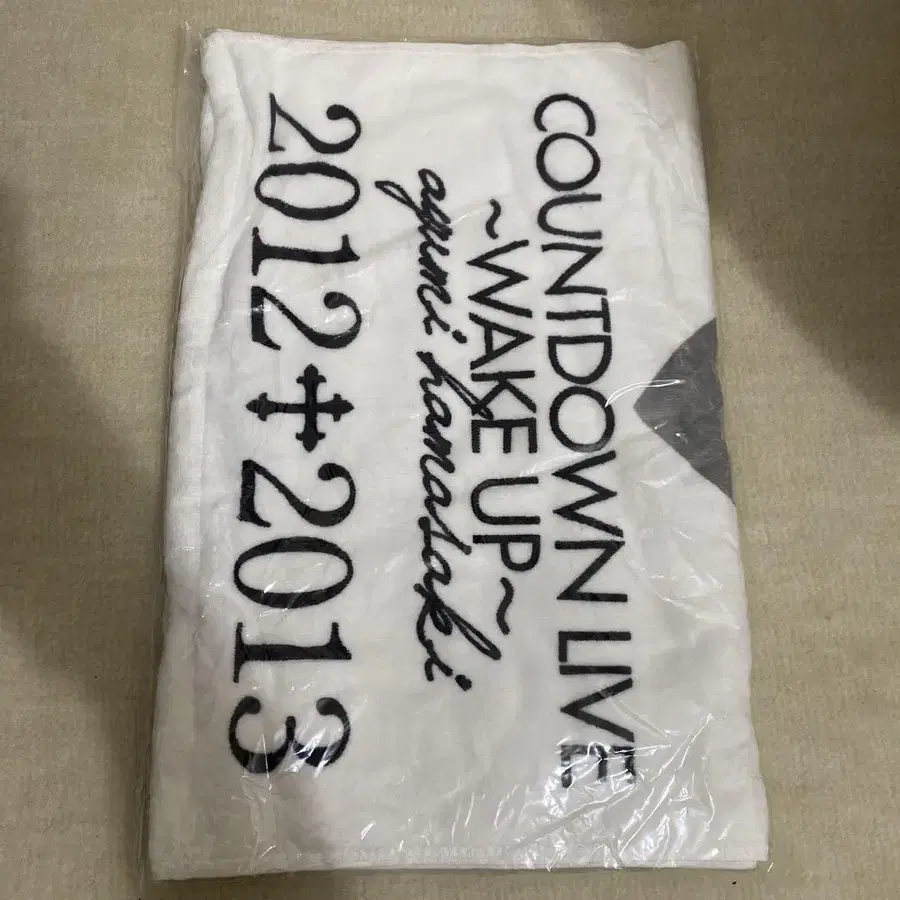 COUNTDOWN LIVE
~WAKE UP~
ayumi hamasaki
2012✢2013